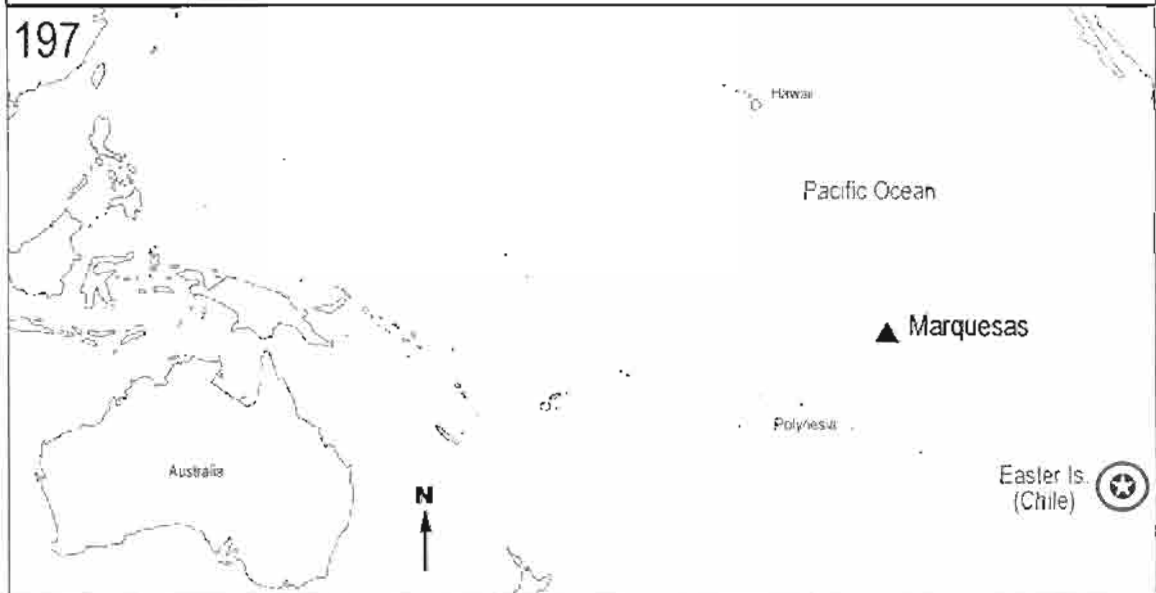 197
Hawaii
Pacific Ocean
Marquesas
Polynesia
Australia
N
Easter Is.
(Chile)